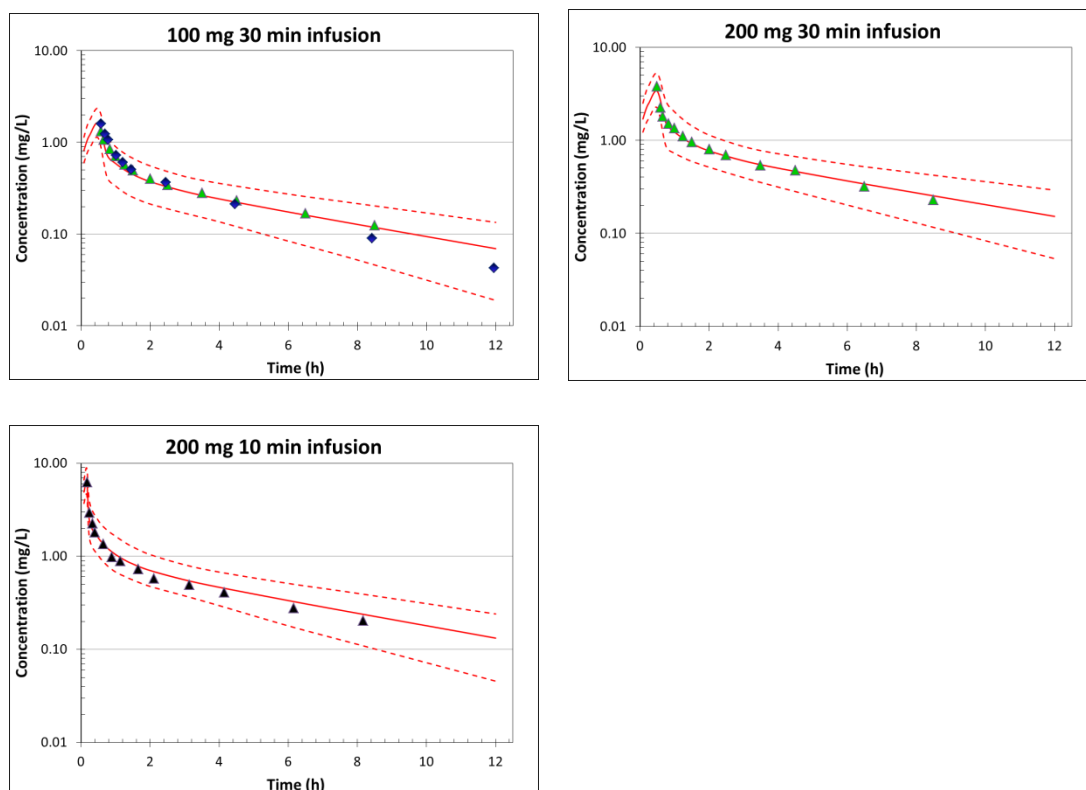 100 mg 30 min infusion
10.00
1.00
0.10
0.01
Concentration (mg/L)
0 2 4 6 8 10 12
Time (h)
200 mg 30 min infusion
10.00
1.00
0.10
0.01
Concentration (mg/L)
0 2 4 6 8 10 12
Time (h)
200 mg 10 min infusion
10.00
1.00
0.10
0.01
Concentration (mg/L)
0 2 4 6 8 10 12
Time (h)